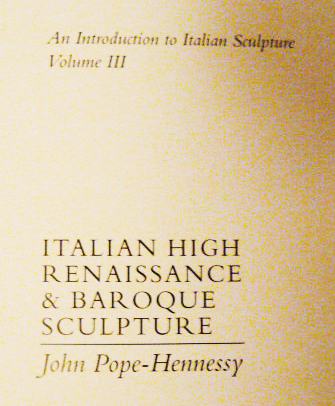 An Introduction to Italian Sculpture
Volume III
ITALIAN HIGH
RENAISSANCE
& BAROQUE
SCULPTURE
John Pope-Hennessy